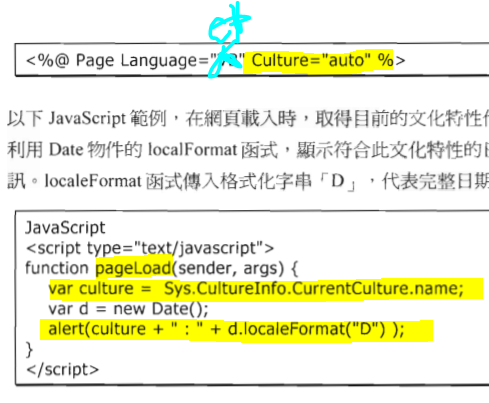 <%@ Page Language="VB" Culture="auto" %>
以下 JavaScript 範例，在網頁載入時，取得目前的文化特性
利用 Date 物件的 localFormat 函式，顯示符合此文化特性的
訊。localeFormat 函式傳入格式化字串「D」，代表完整日期
JavaScript
<script type="text/javascript">
function pageLoad(sender, args) {
var culture = Sys.CultureInfo.CurrentCulture.name;
var d = new Date();
alert(culture + " : " + d.localeFormat("D") );
}
</script>